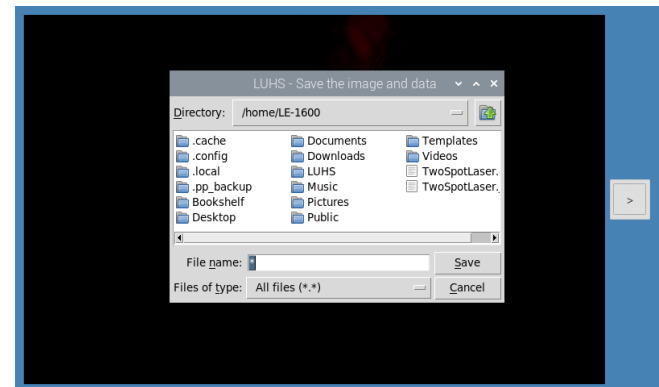 LUHS - Save the image and data
Directory: /home/LE-1600
.cache Documents Templates
.config Downloads Videos
.local LUHS TwoSpotLaser.
.pp_backup Music TwoSpotLaser.
Bookshelf Pictures
Desktop Public
File name: *
Save
Files of type: All files (*.*)
Cancel
>